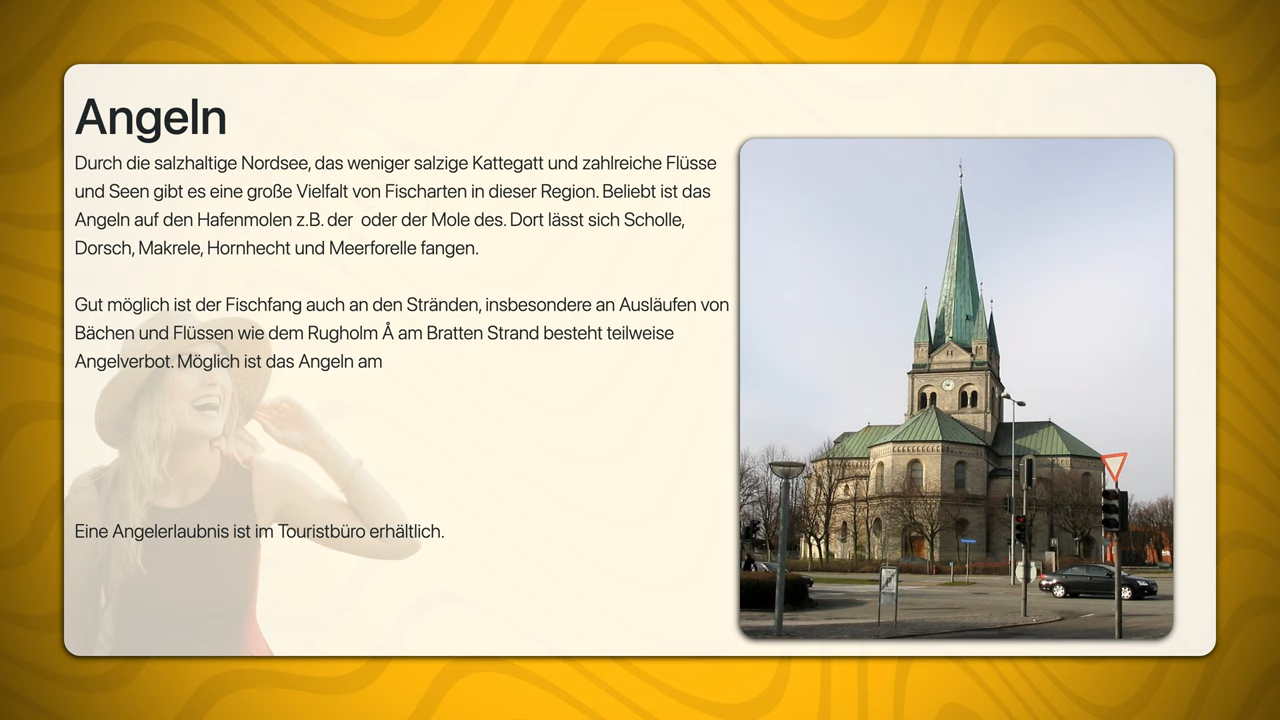 Angeln
Durch die salzhaltige Nordsee, das weniger salzige Kattegatt und zahlreiche Flüsse
und Seen gibt es eine große Vielfalt von Fischarten in dieser Region. Beliebt ist das
Angeln auf den Hafenmolen z.B. der  oder der Mole des. Dort lässt sich Scholle,
Dorsch, Makrele, Hornhecht und Meerforelle fangen.
Gut möglich ist der Fischfang auch an den Stränden, insbesondere an Ausläufen von
Bächen und Flüssen wie dem Rugholm Å am Bratten Strand besteht teilweise
Angelverbot. Möglich ist das Angeln am
Eine Angelerlaubnis ist im Touristbüro erhältlich.